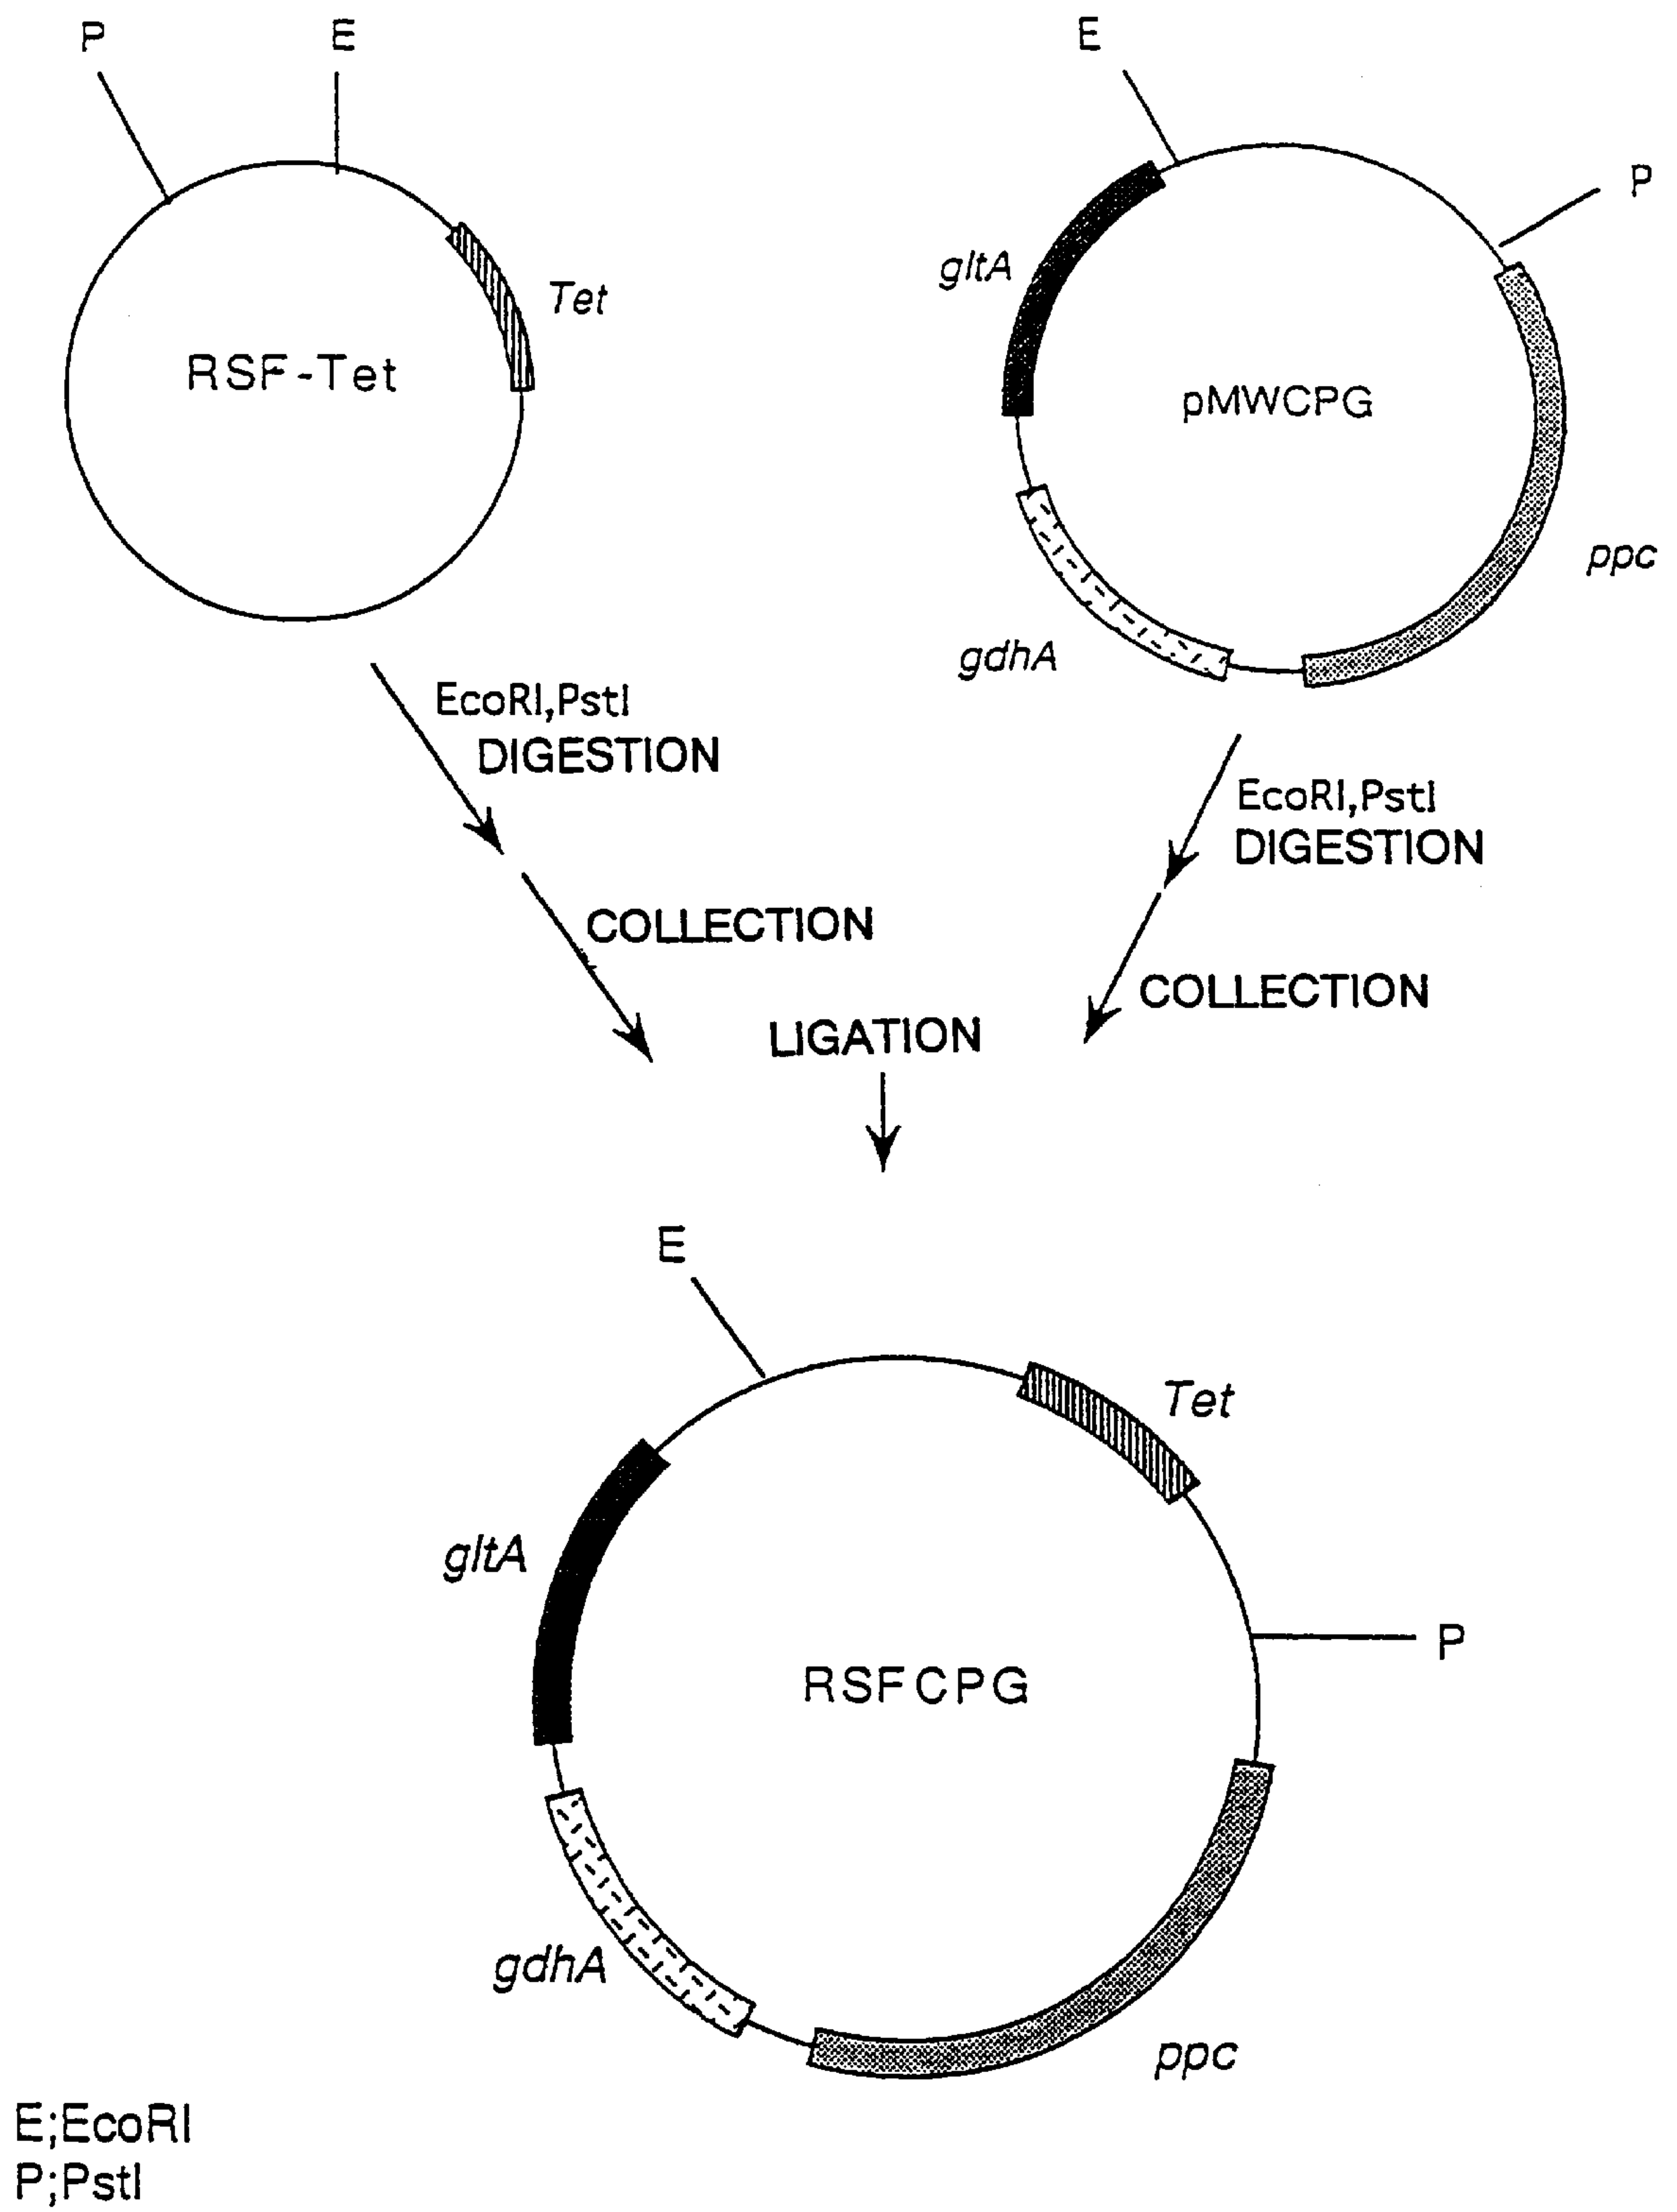 P
E
Tet
RSF-Tet
E
P
gltA
pMWCPG
ppc
gdhA
EcoRI,PstI
DIGESTION
COLLECTION
EcoRI,PstI
DIGESTION
COLLECTION
LIGATION
E
Tet
gltA
P
RSFCPG
gdhA
ppc
E;EcoRI
P;PstI